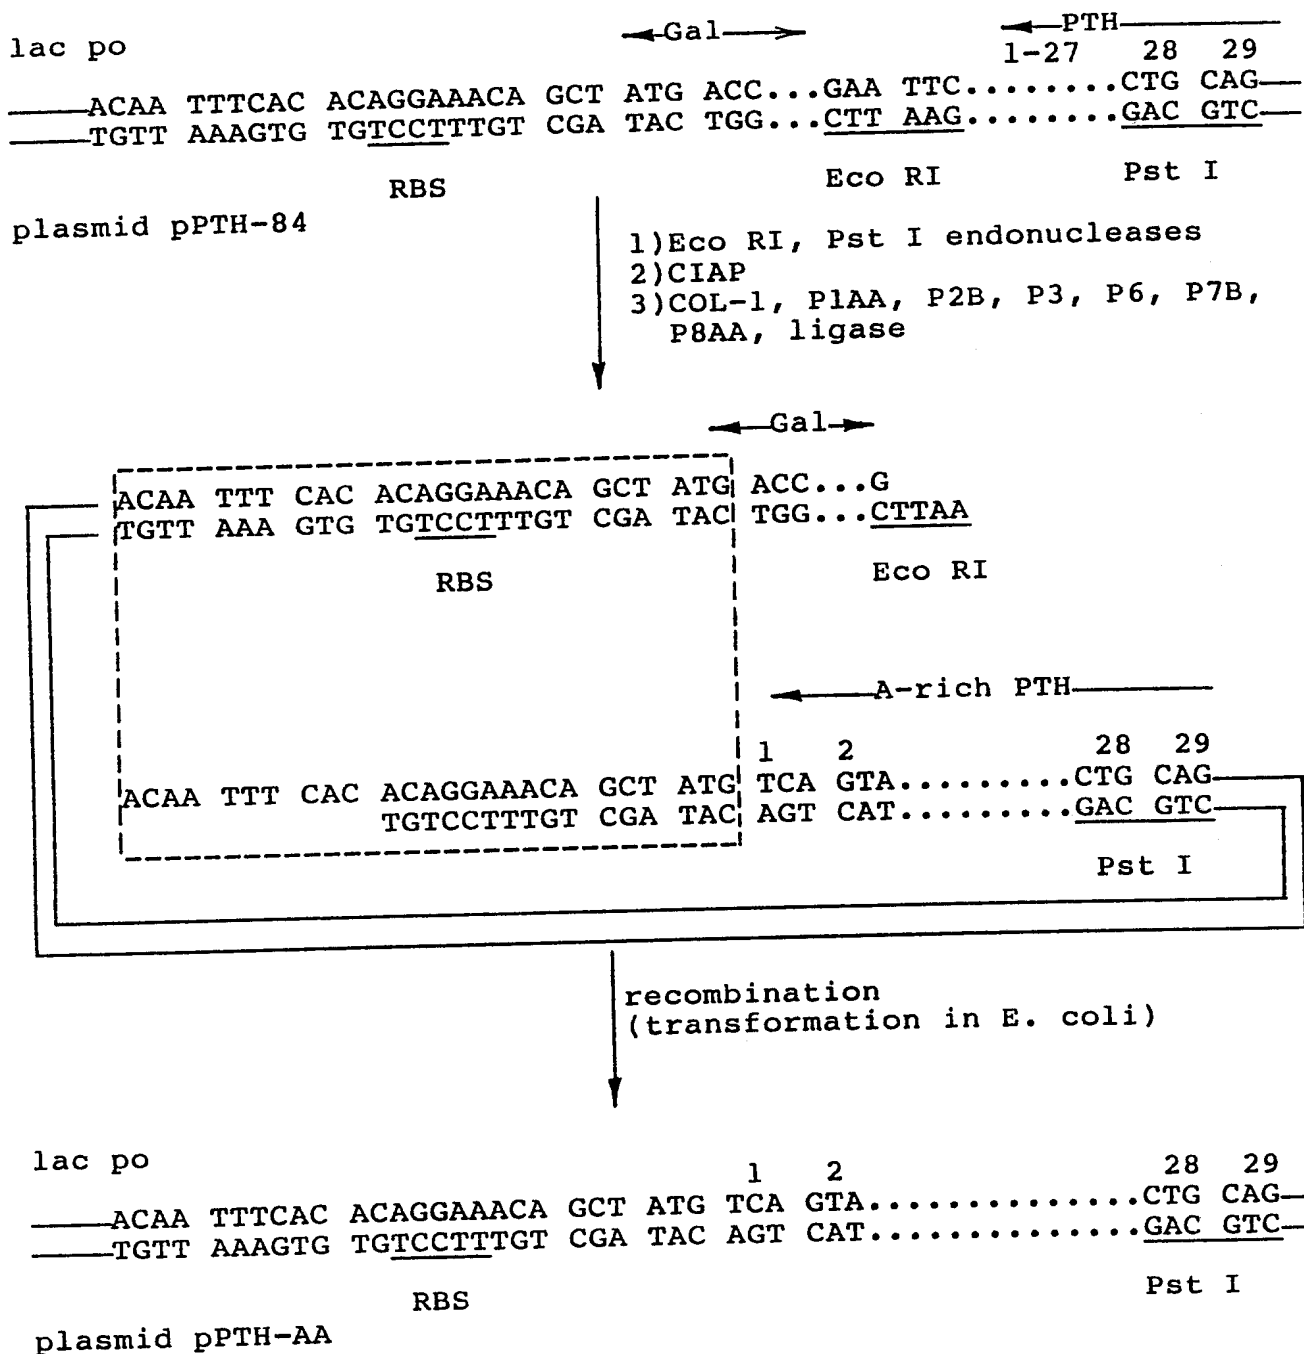 lac po
Gal
PTH
1-27 28 29
ACAA TTTCAC ACAGGAAACA GCT ATG ACC...GAA TTC........CTG CAG
TGTT AAAGTG TGTCCTTTGT CGA TAC TGG...CTT AAG........GAC GTC
RBS Eco RI Pst I
plasmid pPTH-84
1)Eco RI, Pst I endonucleases
2)CIAP
3)COL-1, P1AA, P2B, P3, P6, P7B,
P8AA, ligase
Gal
ACAA TTT CAC ACAGGAAACA GCT ATG ACC...G
TGTT AAA GTG TGTCCTTTGT CGA TAC TGG...CTTAA
RBS Eco RI
A-rich PTH
1 2 28 29
ACAA TTT CAC ACAGGAAACA GCT ATG TCA GTA.........CTG CAG
TGTCCTTTGT CGA TAC AGT CAT.........GAC GTC
Pst I
recombination
(transformation in E. coli)
lac po
1 2 28 29
ACAA TTTCAC ACAGGAAACA GCT ATG TCA GTA..............CTG CAG
TGTT AAAGTG TGTCCTTTGT CGA TAC AGT CAT..............GAC GTC
RBS Pst I
plasmid pPTH-AA